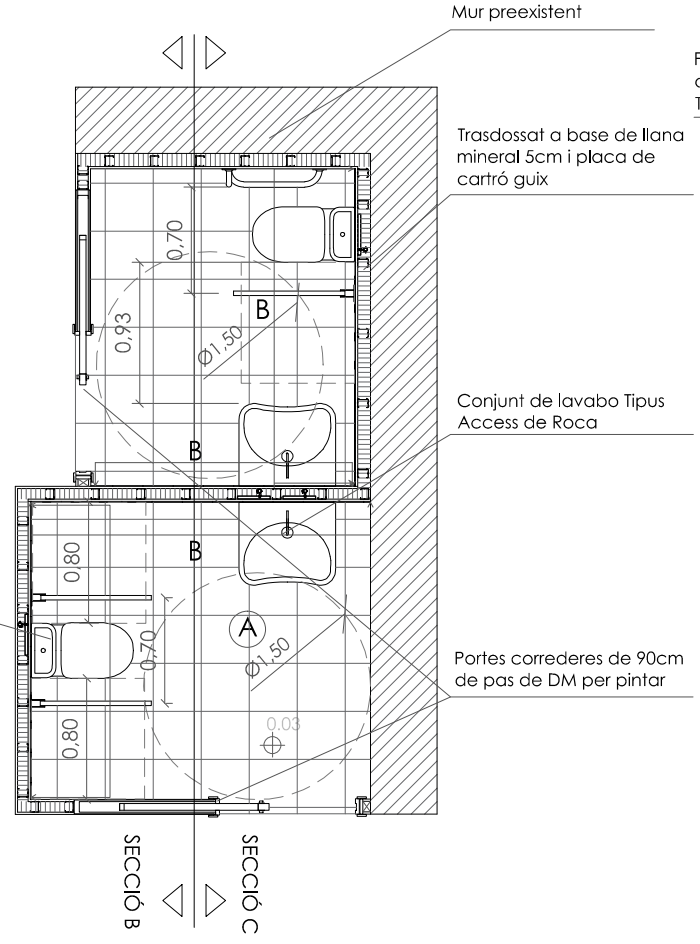 Mur preexistent
F
T
Trasdossat a base de llana
mineral 5cm i placa de
cartró guix
0,70
B
0,93
Ø1,50
Conjunt de lavabo Tipus
Access de Roca
B
B
0,80
A
0,70
Ø1,50
Portes correderes de 90cm
de pas de DM per pintar
0.03
0,80
SECCIÓ B
SECCIÓ C